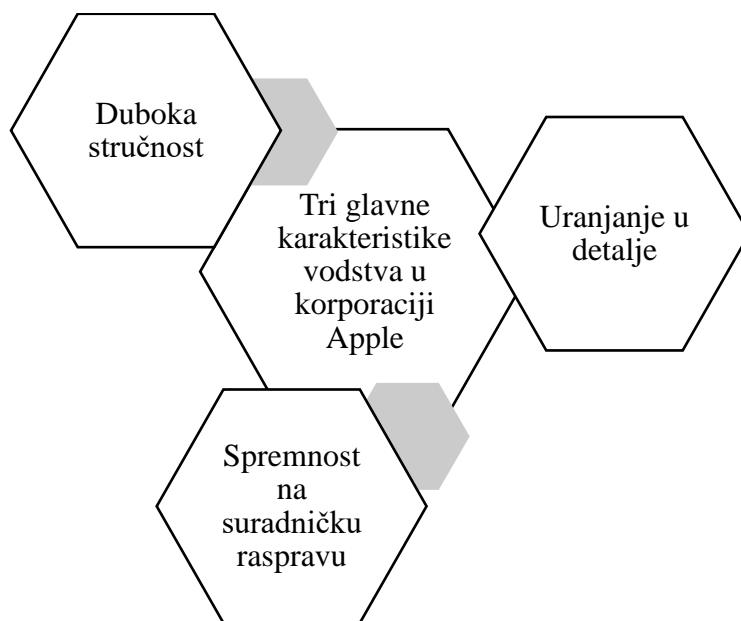 Duboka
stručnost
Tri glavne
karakteristike
vodstva u
korporaciji
Apple
Uranjanje u
detalje
Spremnost
na
suradničku
raspravu